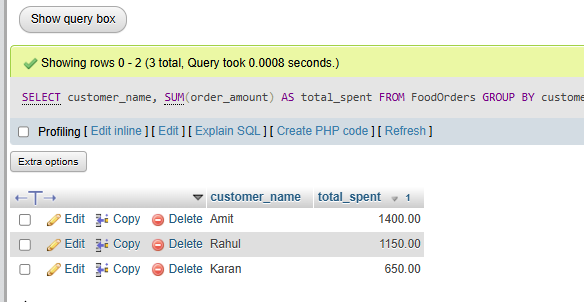 Show query box
Showing rows 0 - 2 (3 total, Query took 0.0008 seconds.)
SELECT customer_name, SUM(order_amount) AS total_spent FROM FoodOrders GROUP BY custome
Profiling [ Edit inline ] [ Edit ] [ Explain SQL ] [ Create PHP code ] [ Refresh ]
Extra options
customer_name total_spent 1
Edit Copy Delete Amit 1400.00
Edit Copy Delete Rahul 1150.00
Edit Copy Delete Karan 650.00